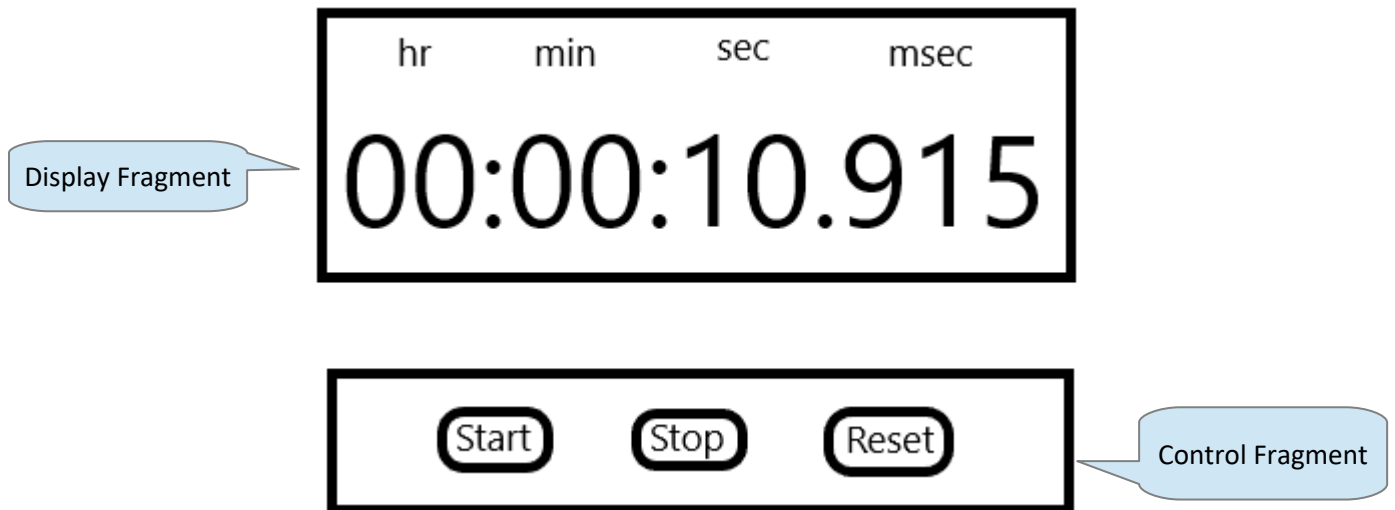 hr min sec msec
Display Fragment
00:00:10.915
Start Stop Reset
Control Fragment